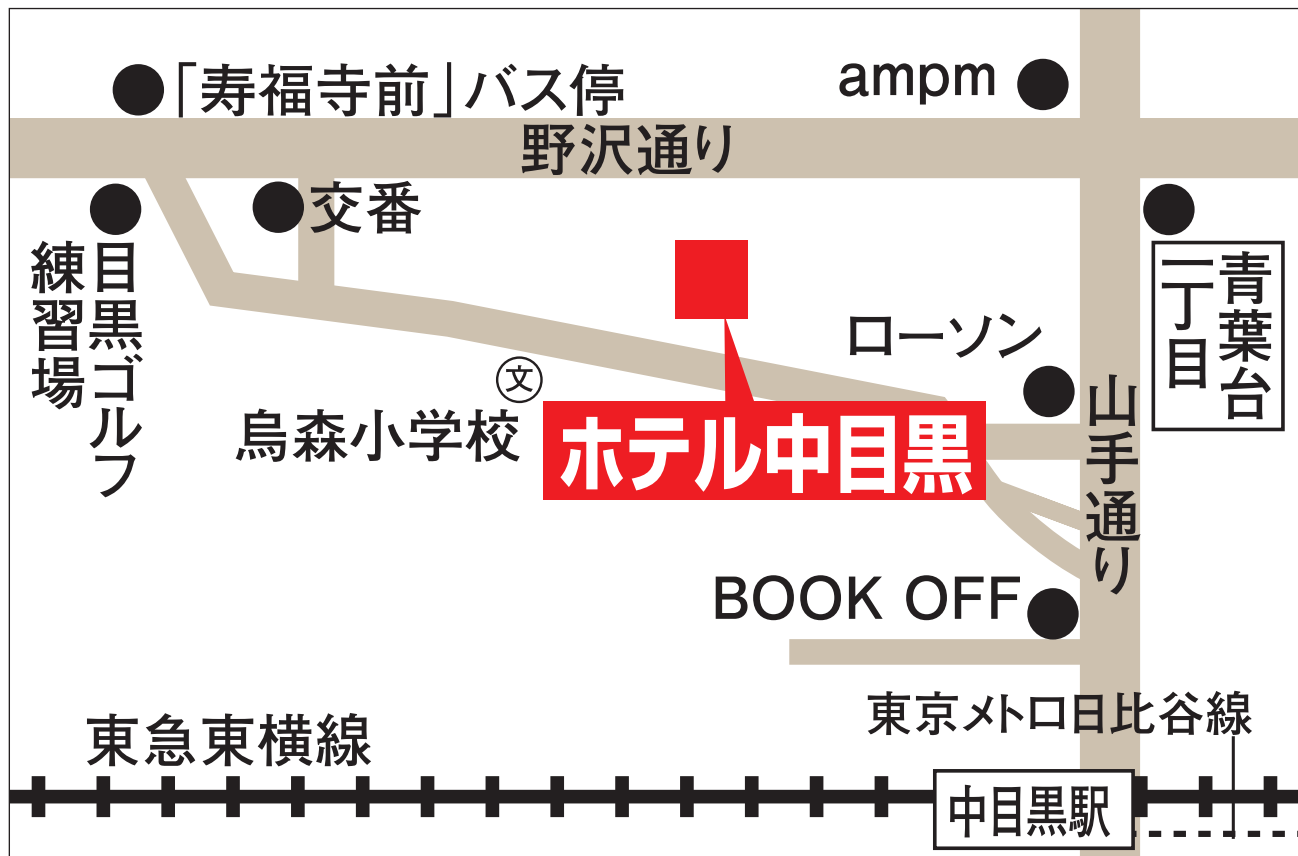 「寿福寺前」バス停
ampm
野沢通り
交番
目黒ゴルフ
練習場
青葉台
一丁目
ローソン
山手通り
文
烏森小学校
ホテル中目黒
BOOK OFF
東京メトロ日比谷線
東急東横線
中目黒駅